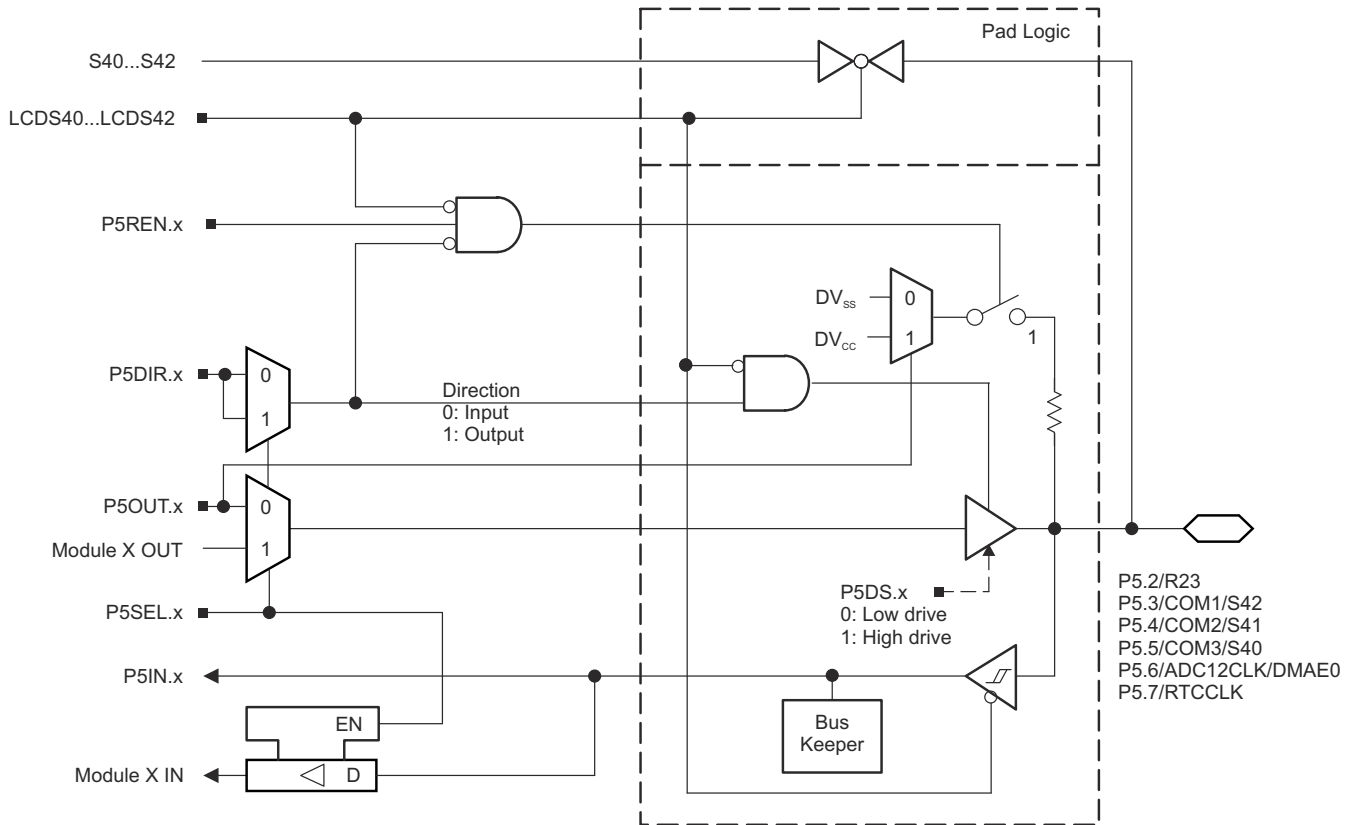 Pad Logic
S40...S42
LCDS40...LCDS42
P5REN.x
DVSS
0
DVCC
1
1
P5DIR.x
0
1
Direction
0: Input
1: Output
P5OUT.x
0
Module X OUT
1
P5DS.x
0: Low drive
1: High drive
P5SEL.x
P5.2/R23
P5.3/COM1/S42
P5.4/COM2/S41
P5.5/COM3/S40
P5.6/ADC12CLK/DMAE0
P5.7/RTCCLK
P5IN.x
Bus
Keeper
EN
Module X IN
D